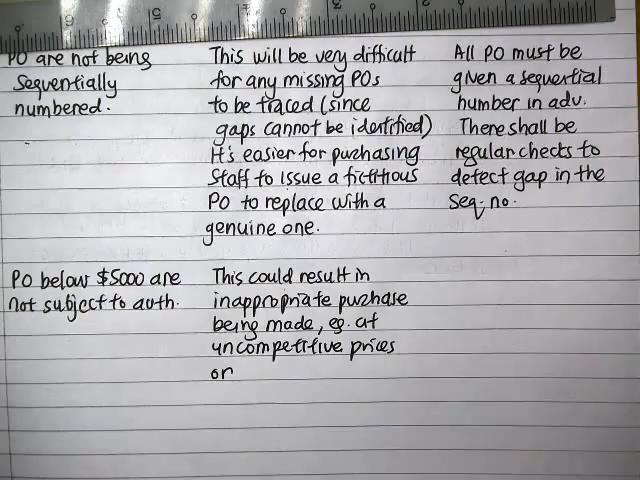 PO are not being
Sequentially
numbered.
This will be very difficult
for any missing POs
to be traced (since
gaps cannot be identified)
It's easier for purchasing
Staff to issue a fictitious
PO to replace with a
genuine one.
All PO must be
given a sequential
number in adv.
There shall be
regular checks to
detect gap in the
Seq. no.
PO below $5000 are
not subject to auth.
This could result in
inappropriate purchase
being made, eg. at
uncompetitive prices
or